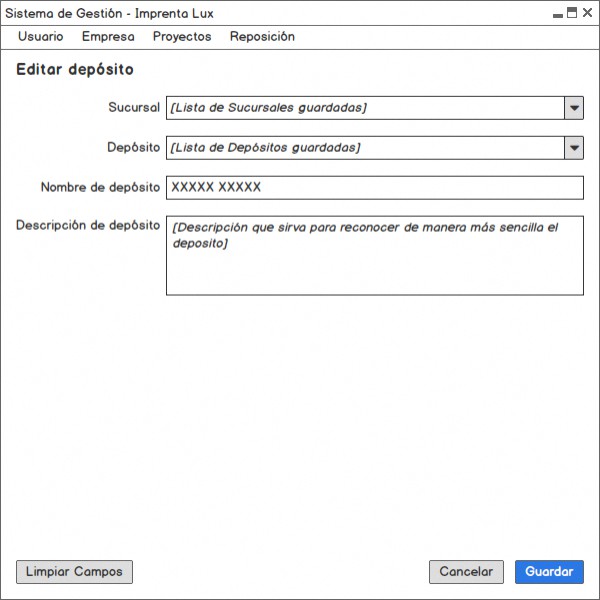 Sistema de Gestión - Imprenta Lux
Usuario Empresa Proyectos Reposición
Editar depósito
Sucursal [Lista de Sucursales guardadas]
Depósito [Lista de Depósitos guardadas]
Nombre de depósito XXXXX XXXXX
Descripción de depósito [Descripción que sirva para reconocer de manera más sencilla el
deposito]
Limpiar Campos Cancelar Guardar